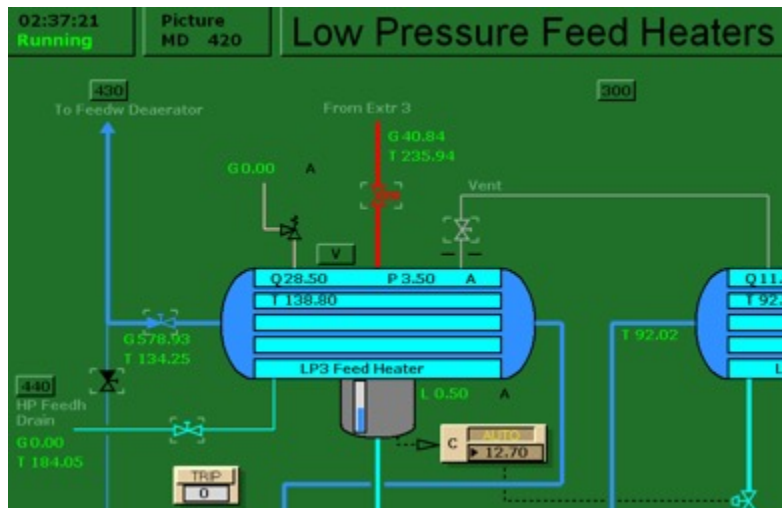 02:37:21
Running
Picture
MD 420
Low Pressure Feed Heaters
430
To Feedw Deaerator
From Extr 3
300
G 40.84
T 235.94
G 0.00
A
Vent
V
Q 28.50
P 3.50
A
T 138.80
G 578.93
T 134.25
LP3 Feed Heater
Q 11.
T 92.
T 92.02
L
440
HP Feedh
Drain
G 0.00
T 184.05
L 0.50
A
C
AUTO
12.70
TRIP
0